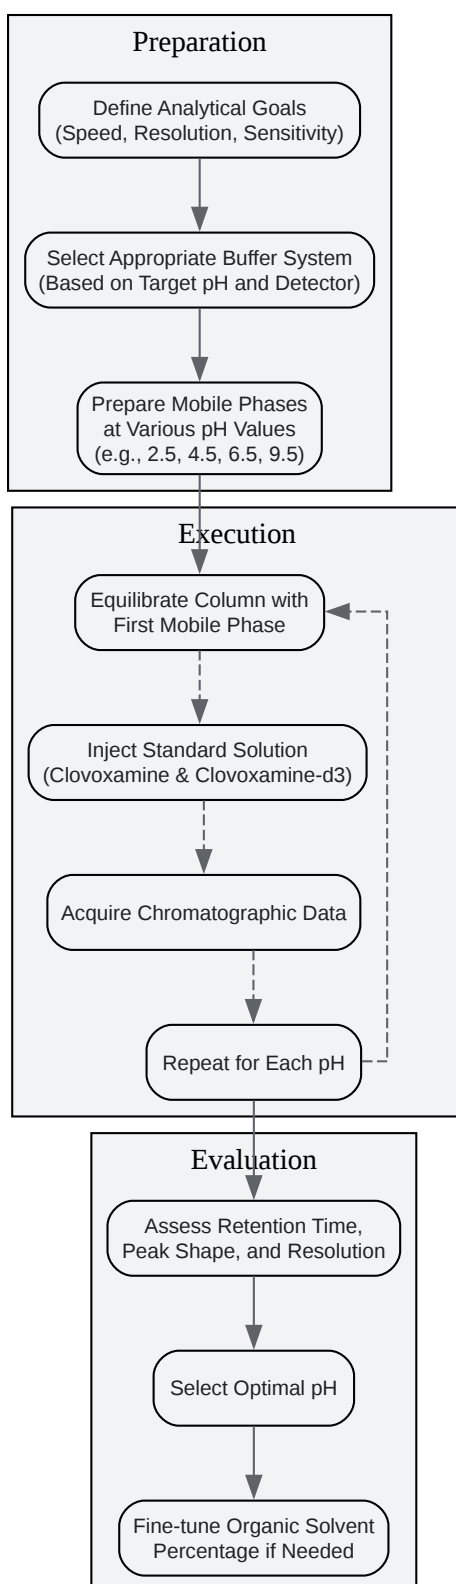 Preparation
Define Analytical Goals
(Speed, Resolution, Sensitivity)
Select Appropriate Buffer System
(Based on Target pH and Detector)
Prepare Mobile Phases
at Various pH Values
(e.g., 2.5, 4.5, 6.5, 9.5)
Execution
Equilibrate Column with
First Mobile Phase
Inject Standard Solution
(Clovoxamine & Clovoxamine-d3)
Acquire Chromatographic Data
Repeat for Each pH
Evaluation
Assess Retention Time,
Peak Shape, and Resolution
Select Optimal pH
Fine-tune Organic Solvent
Percentage if Needed